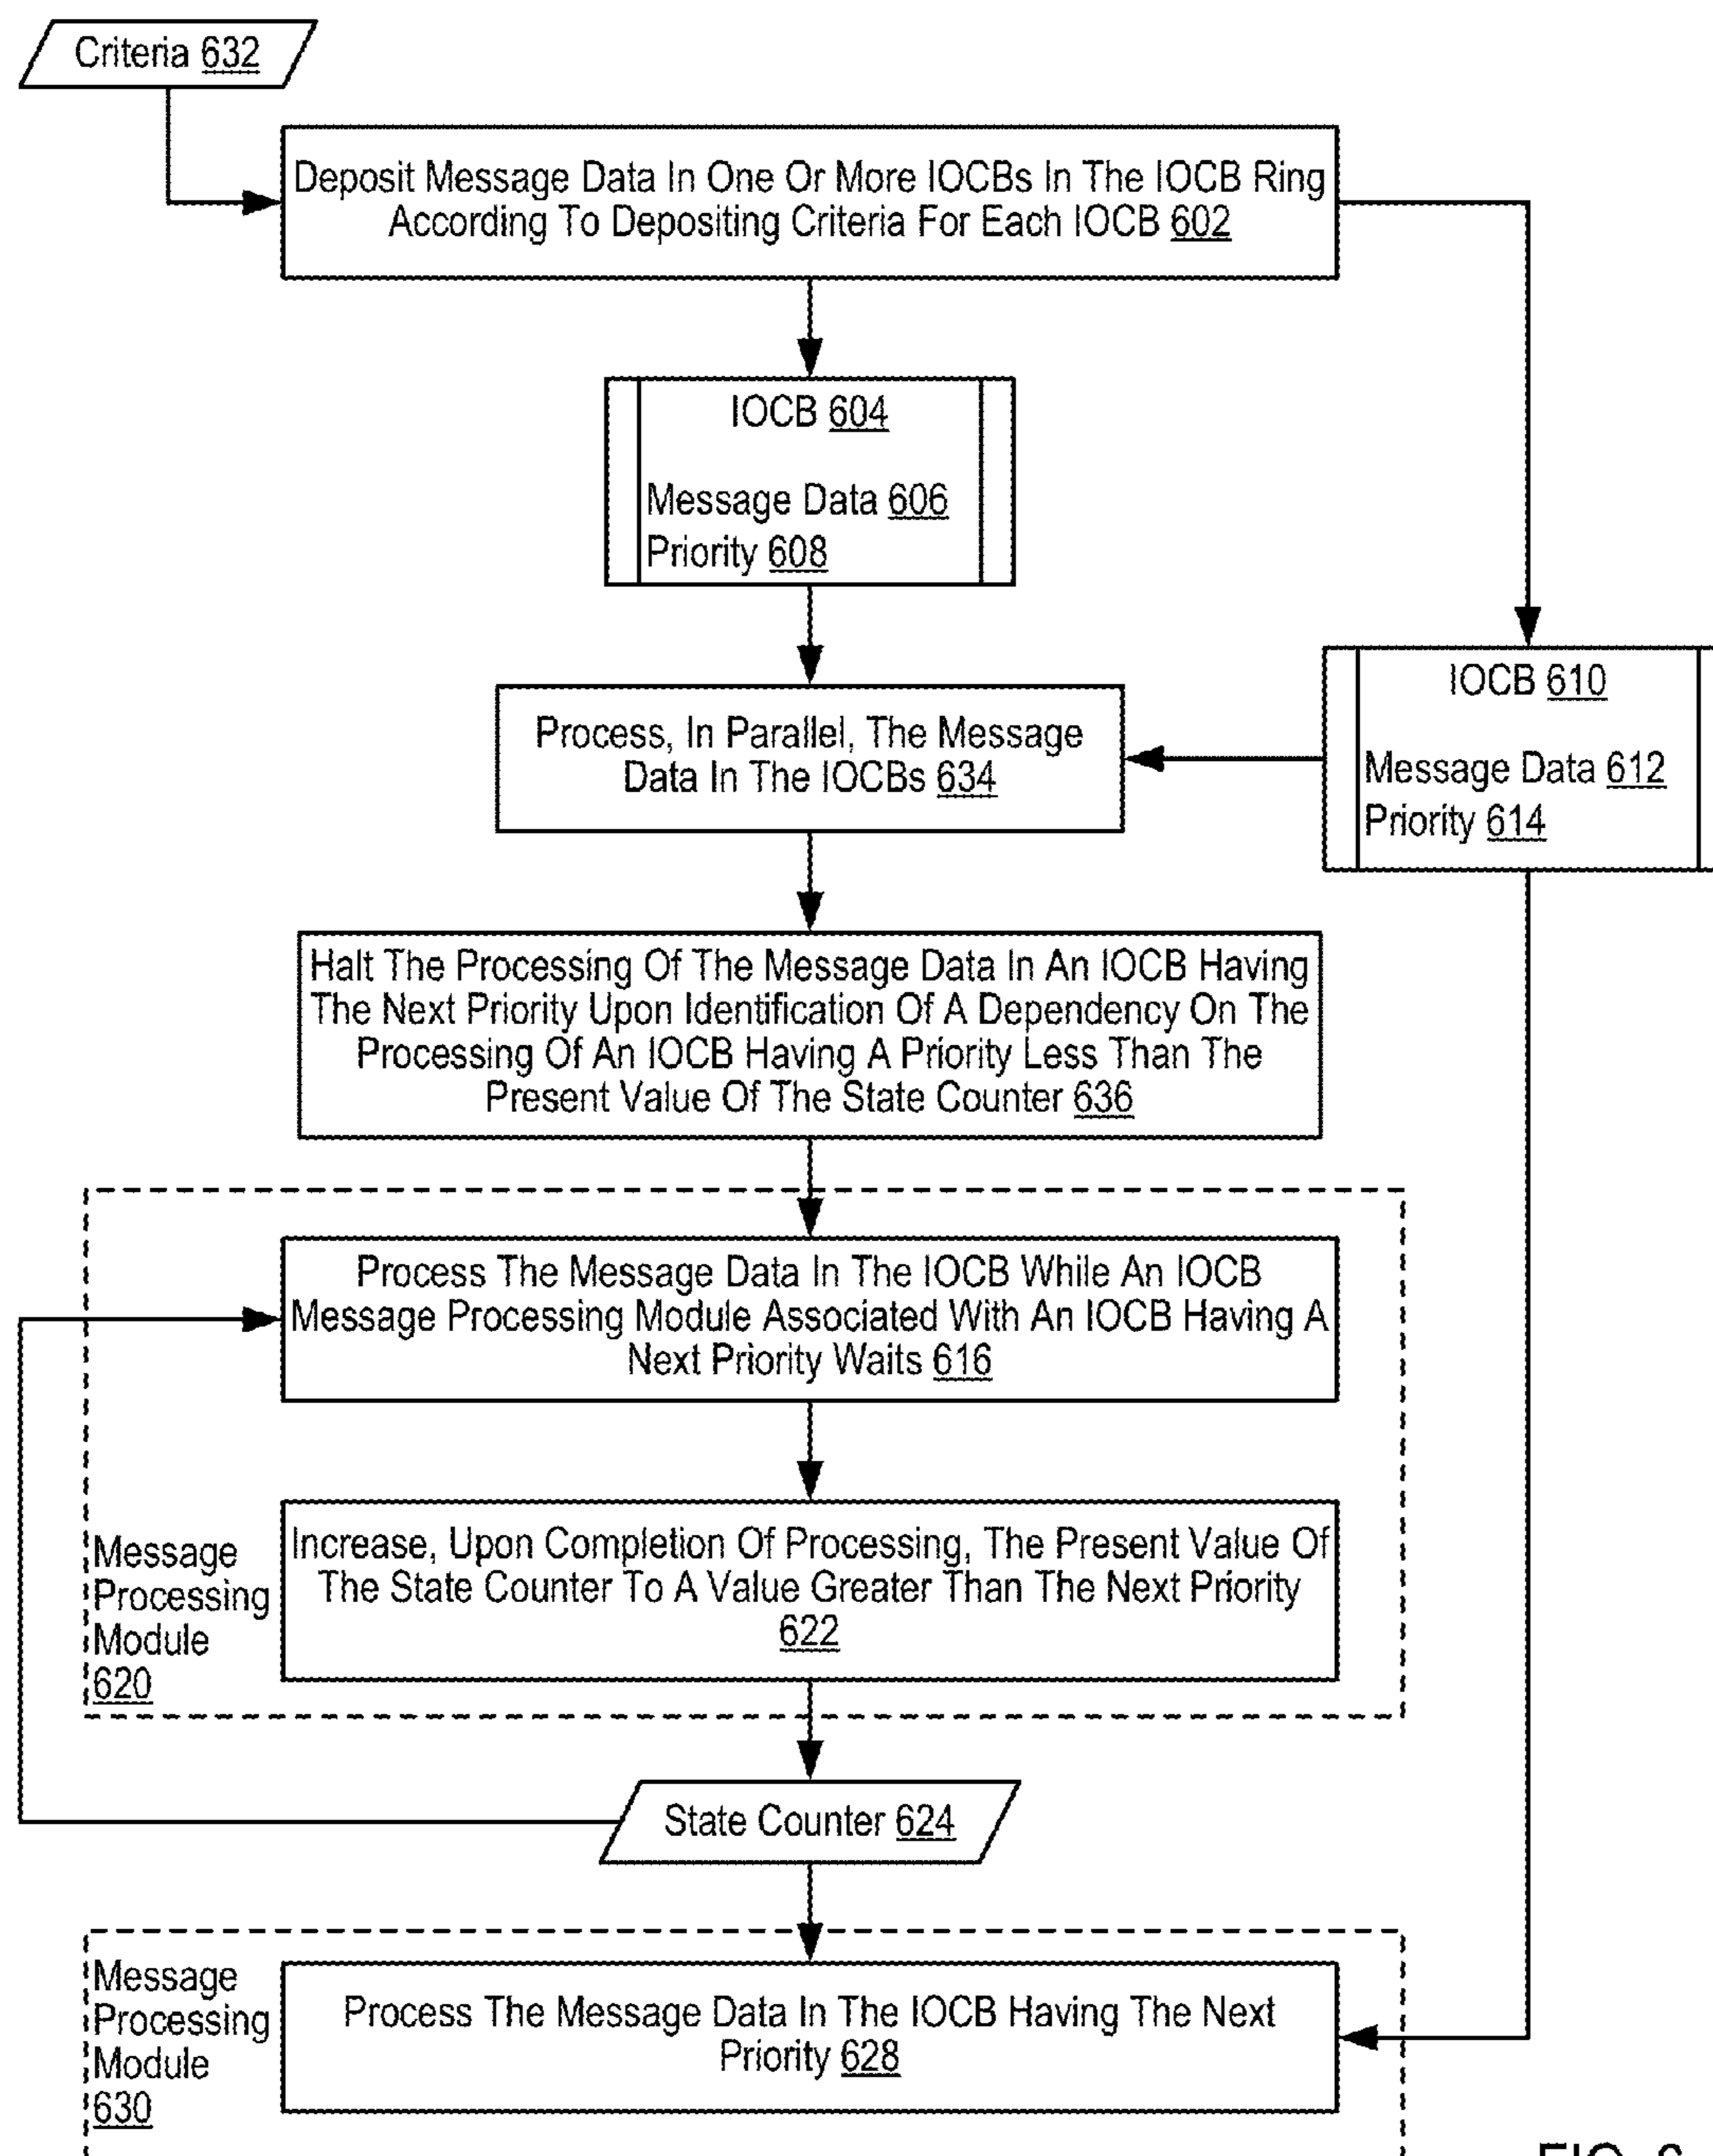 Criteria 632
Deposit Message Data In One Or More IOCBs In The IOCB Ring
According To Depositing Criteria For Each IOCB 602
IOCB 604
Message Data 606
Priority 608
IOCB 610
Message Data 612
Priority 614
Process, In Parallel, The Message
Data In The IOCBs 634
Halt The Processing Of The Message Data In An IOCB Having
The Next Priority Upon Identification Of A Dependency On The
Processing Of An IOCB Having A Priority Less Than The
Present Value Of The State Counter 636
Process The Message Data In The IOCB While An IOCB
Message Processing Module Associated With An IOCB Having A
Next Priority Waits 616
Message
Processing
Module
620
Increase, Upon Completion Of Processing, The Present Value Of
The State Counter To A Value Greater Than The Next Priority
622
State Counter 624
Message
Processing
Module
630
Process The Message Data In The IOCB Having The Next
Priority 628
FIG.